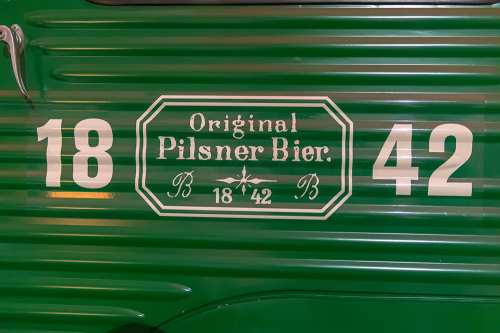 18
Original
Pilsner Bier.
B 18 42 B
42